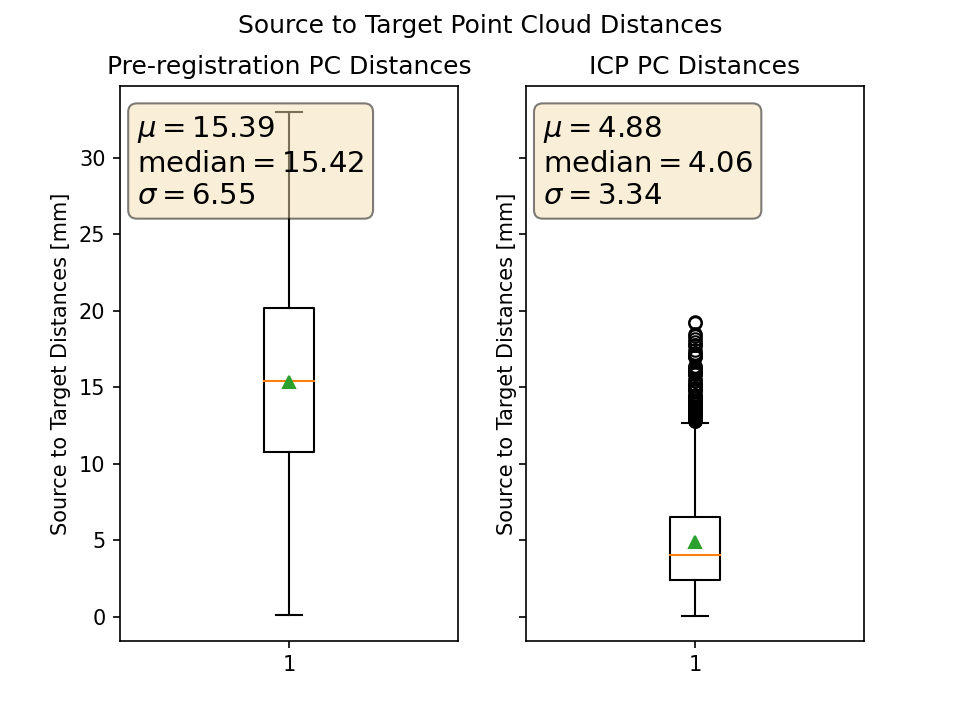 Source to Target Point Cloud Distances
Pre-registration PC Distances
μ = 15.39
median = 15.42
σ = 6.55
Source to Target Distances [mm]
30
25
20
15
10
5
0
1
ICP PC Distances
μ = 4.88
median = 4.06
σ = 3.34
Source to Target Distances [mm]
1